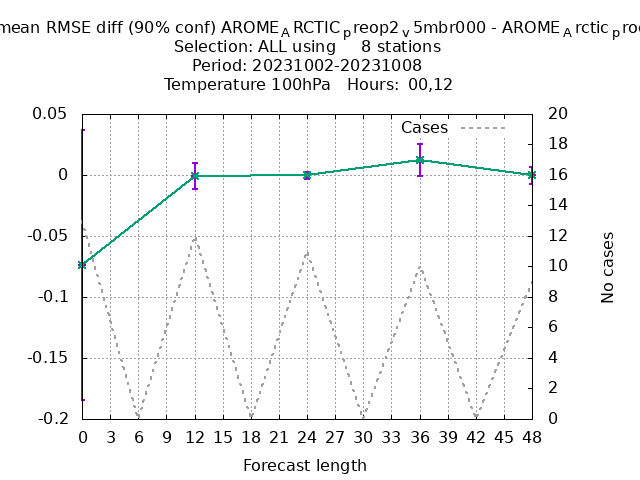 mean RMSE diff (90% conf) AROME_ARCTIC_preop2_v5mbr000 - AROME_Arctic_p
Selection: ALL using 8 stations
Period: 20231002-20231008
Temperature 100hPa Hours: 00,12
Cases
0.05
0
-0.05
-0.1
-0.15
-0.2
20
18
16
14
12
10
8
6
4
2
0
No cases
0 3 6 9 12 15 18 21 24 27 30 33 36 39 42 45 48
Forecast length